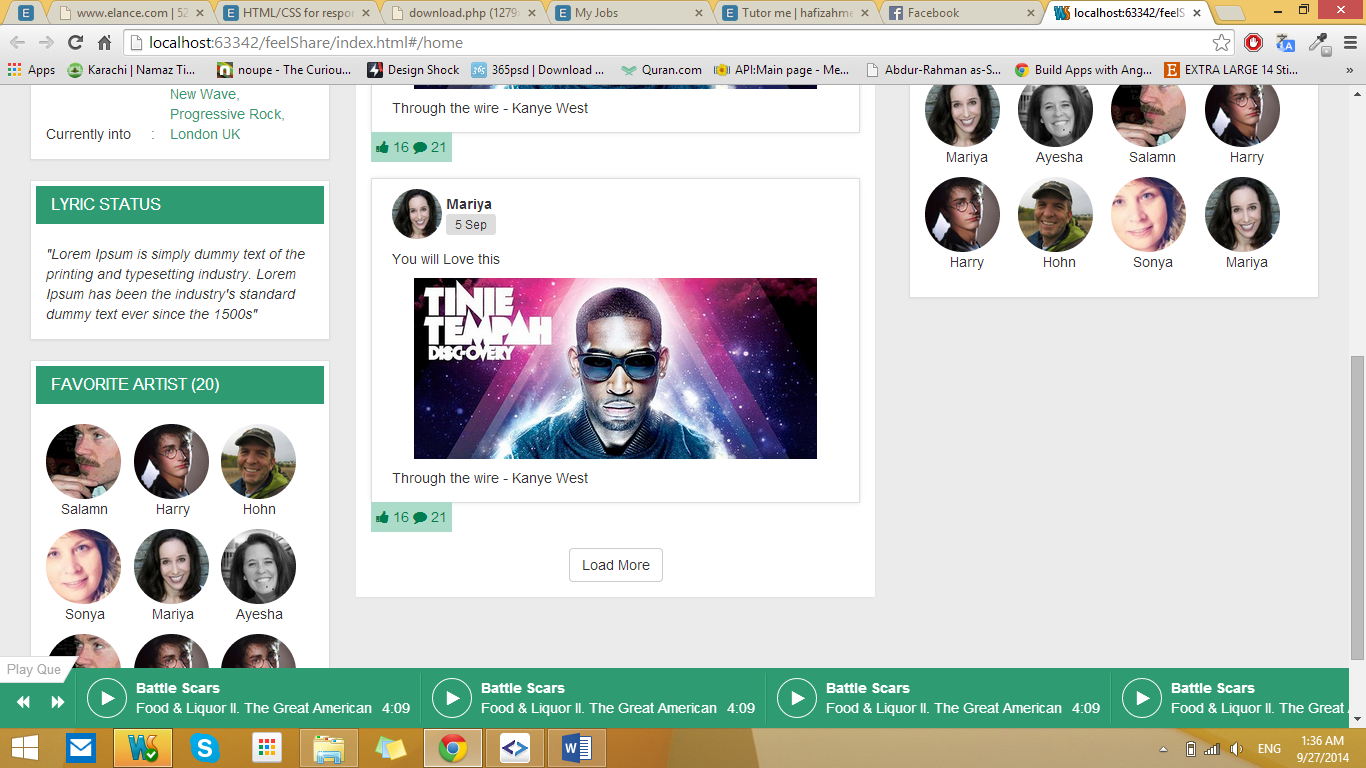 www.elance.com | 52
HTML/CSS for respor
download.php (1279×
My Jobs
Tutor me | hafizahme
Facebook
localhost:63342/feelS
localhost:63342/feelShare/index.html#/home
Apps
Karachi | Namaz Ti...
noupe - The Curiou...
Design Shock
365psd | Download ...
Quran.com
API:Main page - Me...
Abdur-Rahman as-S...
Build Apps with Ang...
EXTRA LARGE 14 Sti...
»
New Wave,
Progressive Rock,
Currently into : London UK
LYRIC STATUS
"Lorem Ipsum is simply dummy text of the
printing and typesetting industry. Lorem
Ipsum has been the industry's standard
dummy text ever since the 1500s"
FAVORITE ARTIST (20)
Salamn Harry Hohn
Sonya Mariya Ayesha
Through the wire - Kanye West
16 21
Mariya
5 Sep
You will Love this
TINIE
TEMPAH
DISC-OVERY
Through the wire - Kanye West
16 21
Load More
Mariya Ayesha Salamn Harry
Harry Hohn Sonya Mariya
Play Que
Battle Scars
Food & Liquor II. The Great American 4:09
Battle Scars
Food & Liquor II. The Great American 4:09
Battle Scars
Food & Liquor II. The Great American 4:09
Battle Scars
Food & Liquor II. The Great A
ENG
1:36 AM
9/27/2014